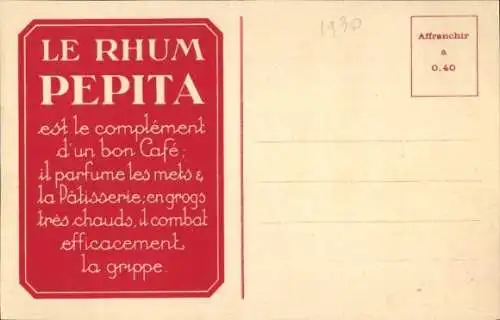 LE RHUM
PEPITA
est le complément
d'un bon Café;
il parfume les mets &
la Pâtisserie; en grogs
très chauds, il combat
efficacement
la grippe.
1930
Affranchir
à
0.40